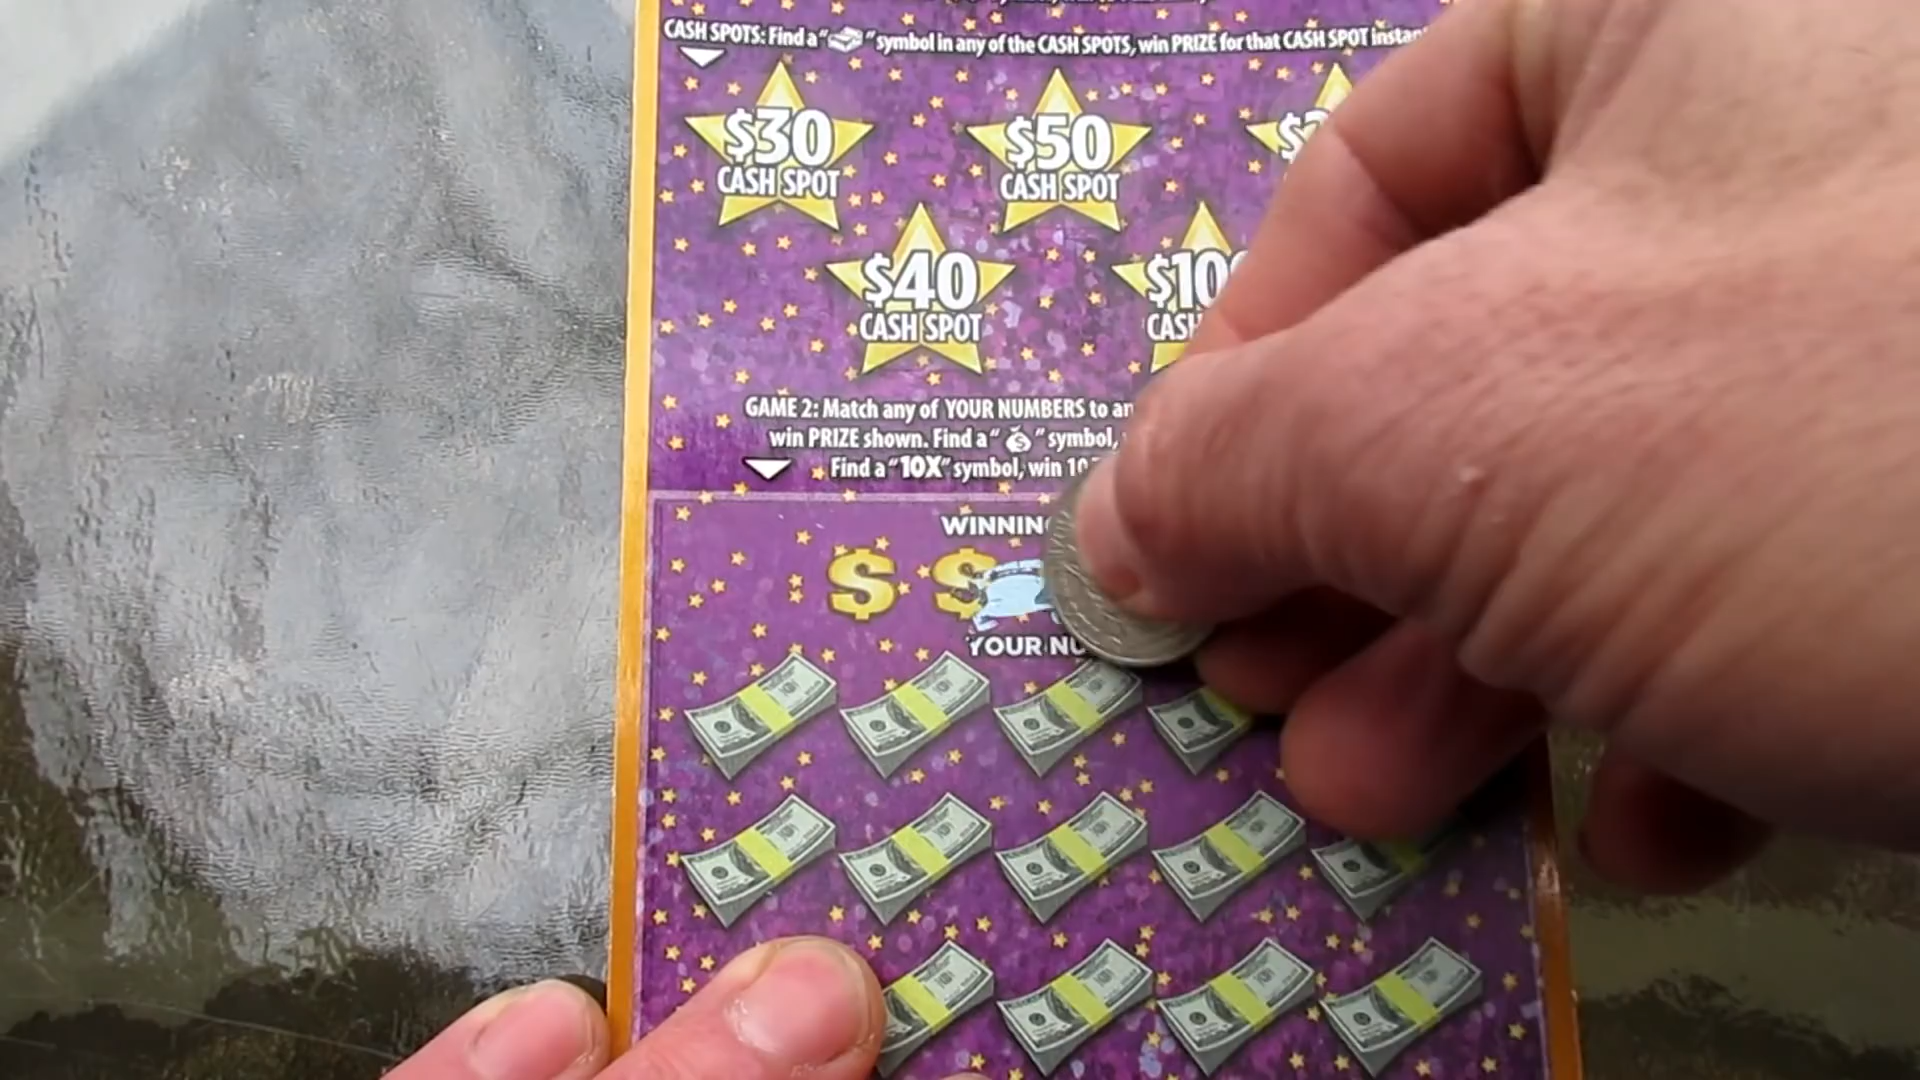 CASH SPOTS: Find a " " symbol in any of the CASH SPOTS, win PRIZE for that CASH SPOT
$30
CASH SPOT
$50
CASH SPOT
$40
CASH SPOT
GAME 2: Match any of YOUR NUMBERS to
win PRIZE shown. Find a " $ " symbol,
Find a "10X" symbol, win
$ $
YOUR